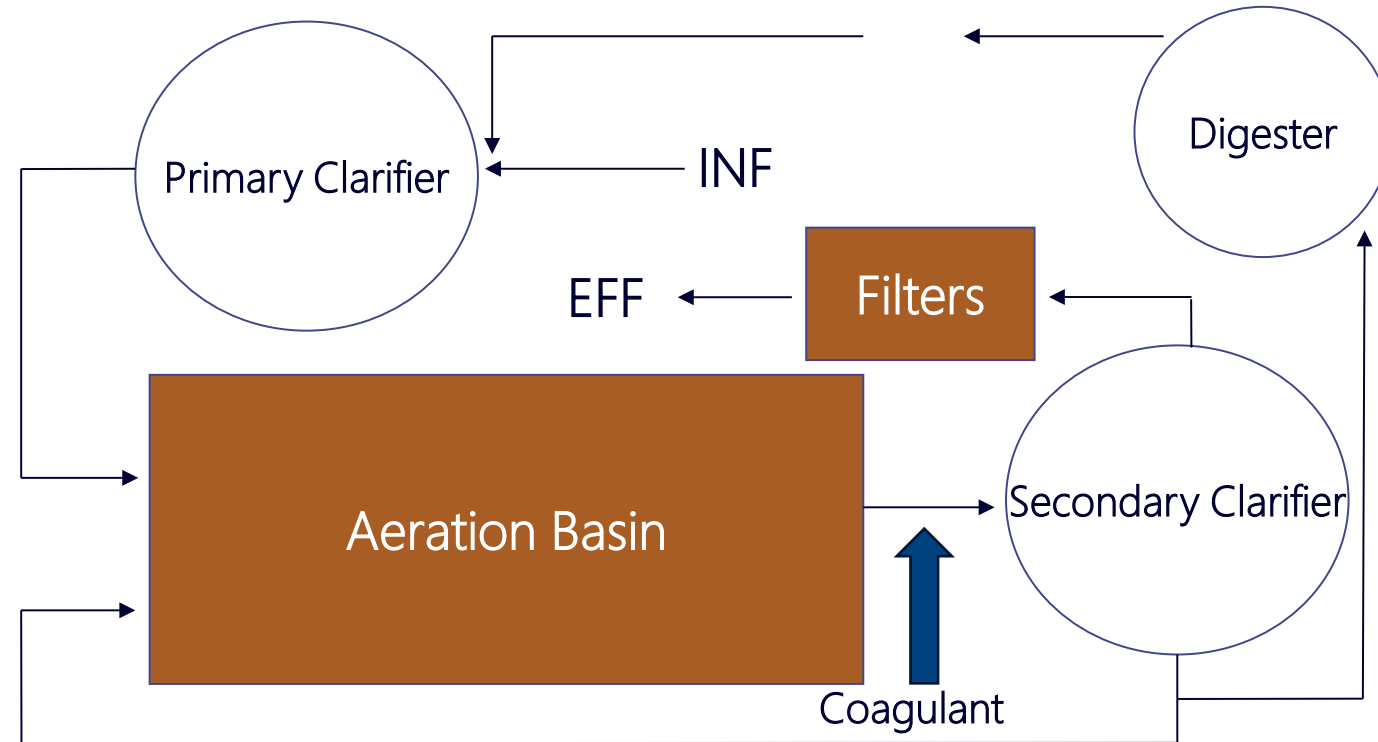 Digester
Primary Clarifier
INF
EFF
Filters
Secondary Clarifier
Aeration Basin
Coagulant